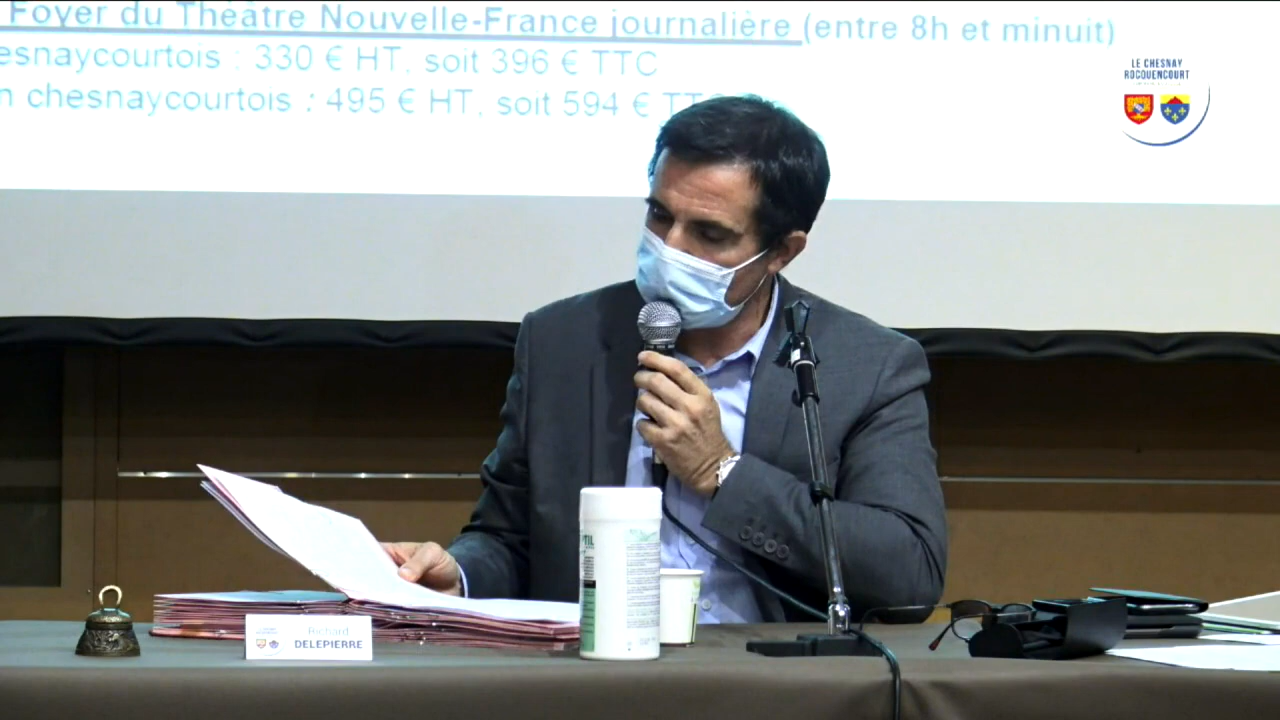 Foyer du Théâtre Nouvelle-France journalière (entre 8h et minuit)
esnaycourtois : 330 € HT, soit 396 € TTC
n chesnaycourtois : 495 € HT, soit 594 € TTC
LE CHESNAY
ROCQUENCOURT
Richard
DELEPIERRE